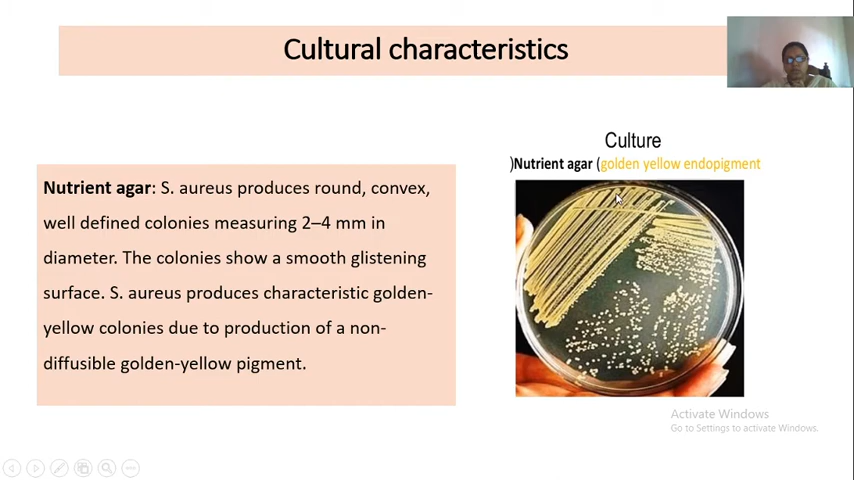 Cultural characteristics
Nutrient agar: S. aureus produces round, convex,
well defined colonies measuring 2–4 mm in
diameter. The colonies show a smooth glistening
surface. S. aureus produces characteristic golden-
yellow colonies due to production of a non-
diffusible golden-yellow pigment.
Culture
)Nutrient agar (golden yellow endopigment
Activate Windows
Go to Settings to activate Windows.